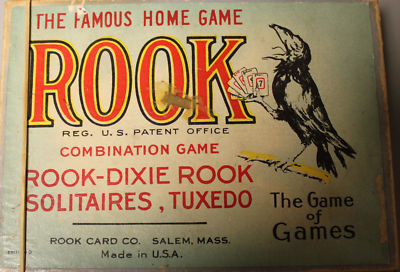 THE FAMOUS HOME GAME
ROOK
REG. U.S. PATENT OFFICE
COMBINATION GAME
ROOK-DIXIE ROOK
SOLITAIRES, TUXEDO
The Game
of
Games
ROOK CARD CO. SALEM, MASS.
Made in U.S.A.